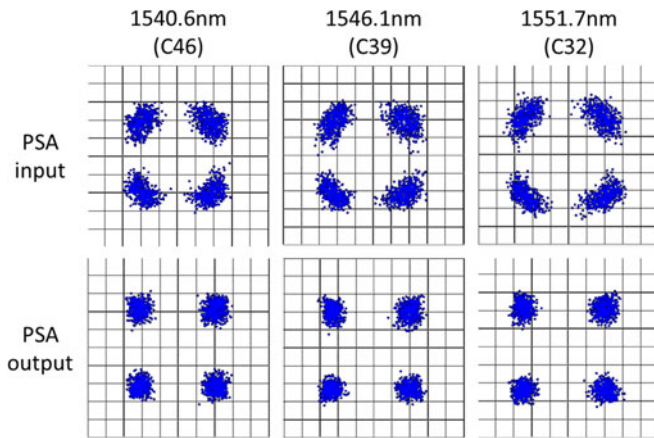 1540.6nm 1546.1nm 1551.7nm
(C46) (C39) (C32)
PSA
input
PSA
output